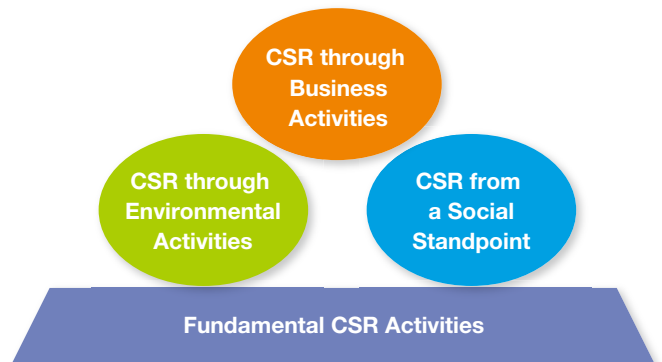 CSR through
Business
Activities
CSR through
Environmental
Activities
CSR from
a Social
Standpoint
Fundamental CSR Activities